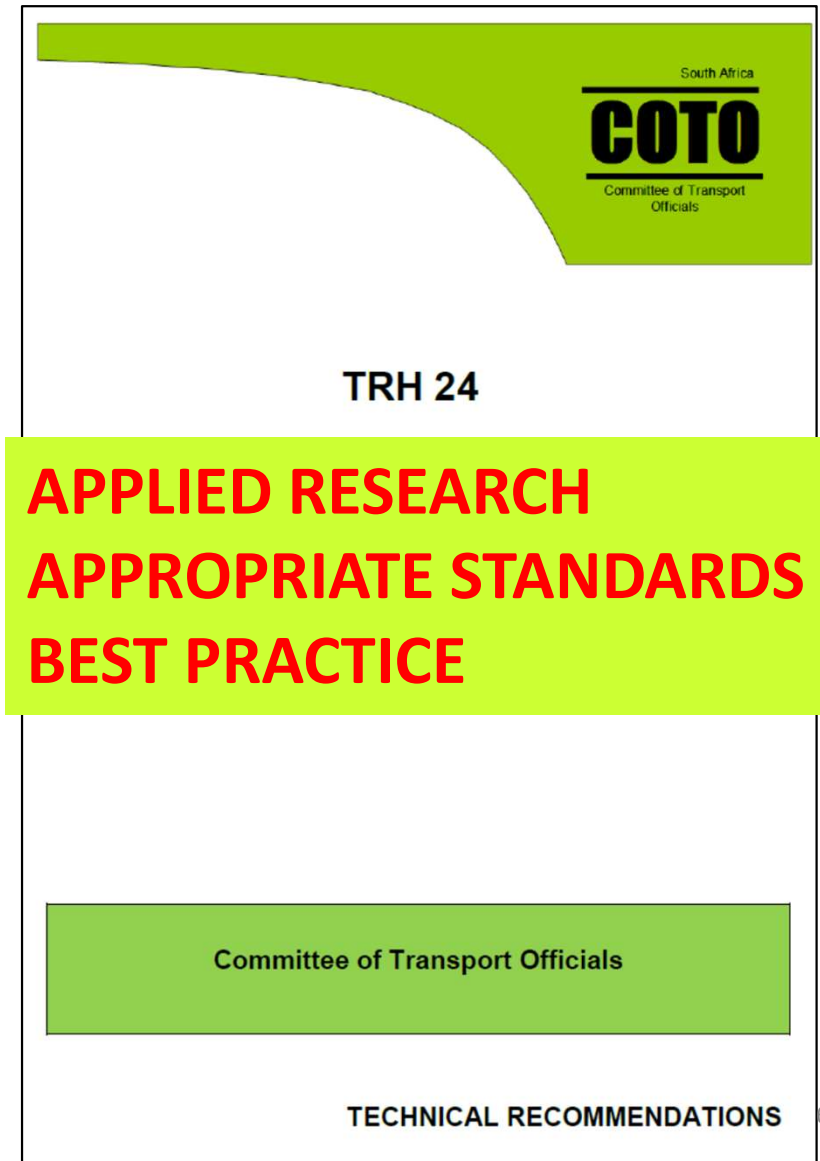 South Africa
COTO
Committee of Transport
Officials
TRH 24
APPLIED RESEARCH
APPROPRIATE STANDARDS
BEST PRACTICE
Committee of Transport Officials
TECHNICAL RECOMMENDATIONS